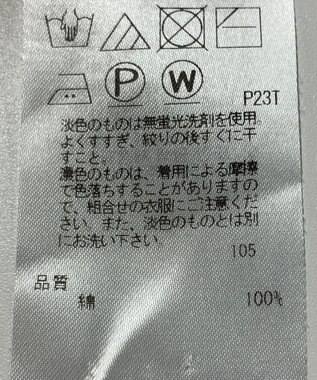 P
W
P23T
淡色のものは無蛍光洗剤を使用。
よくすすぎ、絞りの後すぐに干
すこと。
濃色のものは、着用による摩擦
で色落ちすることがありますの
で、組合せの衣服にご注意くだ
さい。また、淡色のものとは別
にお洗い下さい。
105
品質
綿 100%